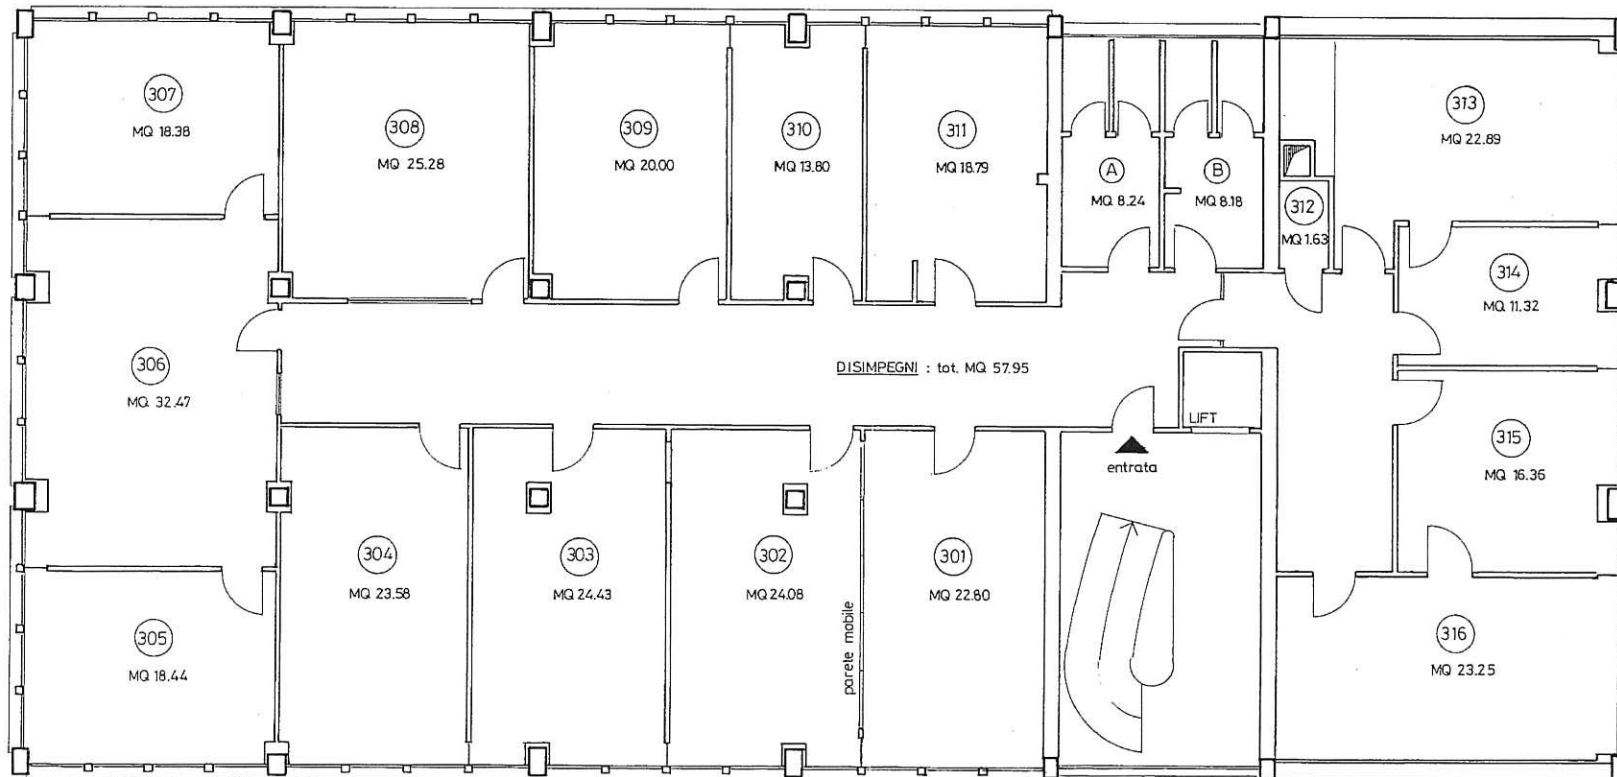 307
MQ 18.38
308
MQ 25.28
309
MQ 20.00
310
MQ 13.80
311
MQ 18.79
A
MQ 8.24
B
MQ 8.18
312
MQ 1.63
313
MQ 22.89
314
MQ 11.32
306
MQ 32.47
DISIMPEGNI : tot. MQ 57.95
LIFT
entrata
315
MQ 16.36
304
MQ 23.58
303
MQ 24.43
302
MQ 24.08
parete mobile
301
MQ 22.80
305
MQ 18.44
316
MQ 23.25